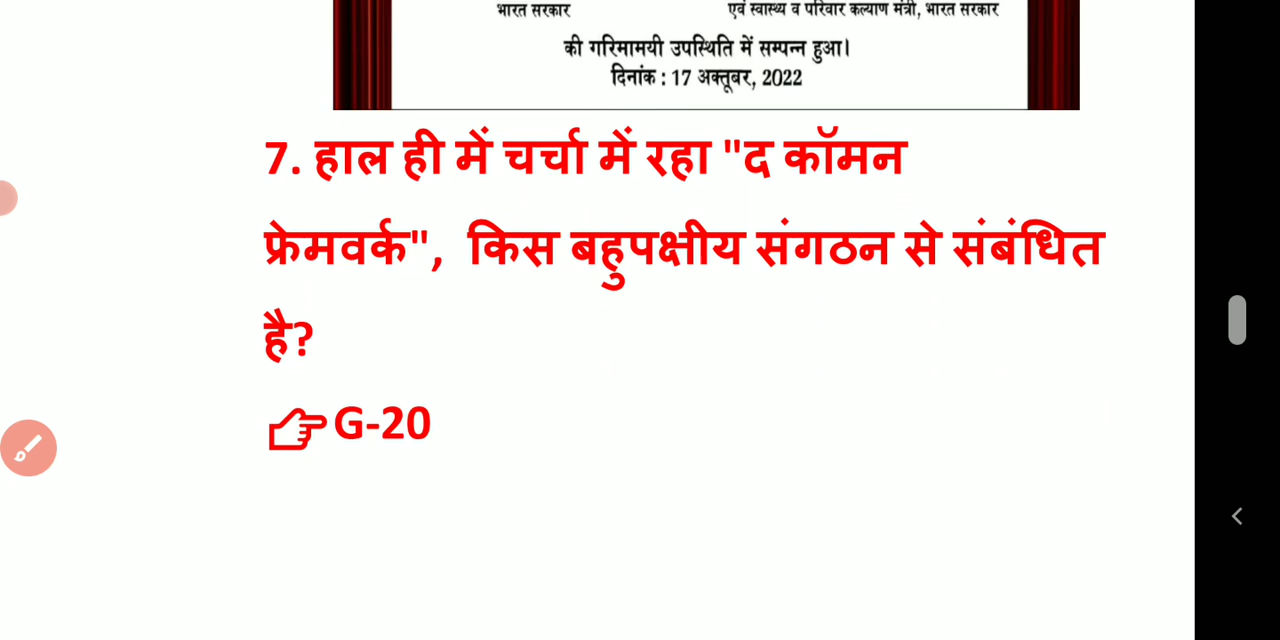 भारत सरकार एवं स्वास्थ्य व परिवार कल्याण मंत्री, भारत सरकार
की गरिमामयी उपस्थिति में सम्पन्न हुआ।
दिनांक : 17 अक्तूबर, 2022
7. हाल ही में चर्चा में रहा "द कॉमन
फ्रेमवर्क", किस बहुपक्षीय संगठन से संबंधित
है?
G-20